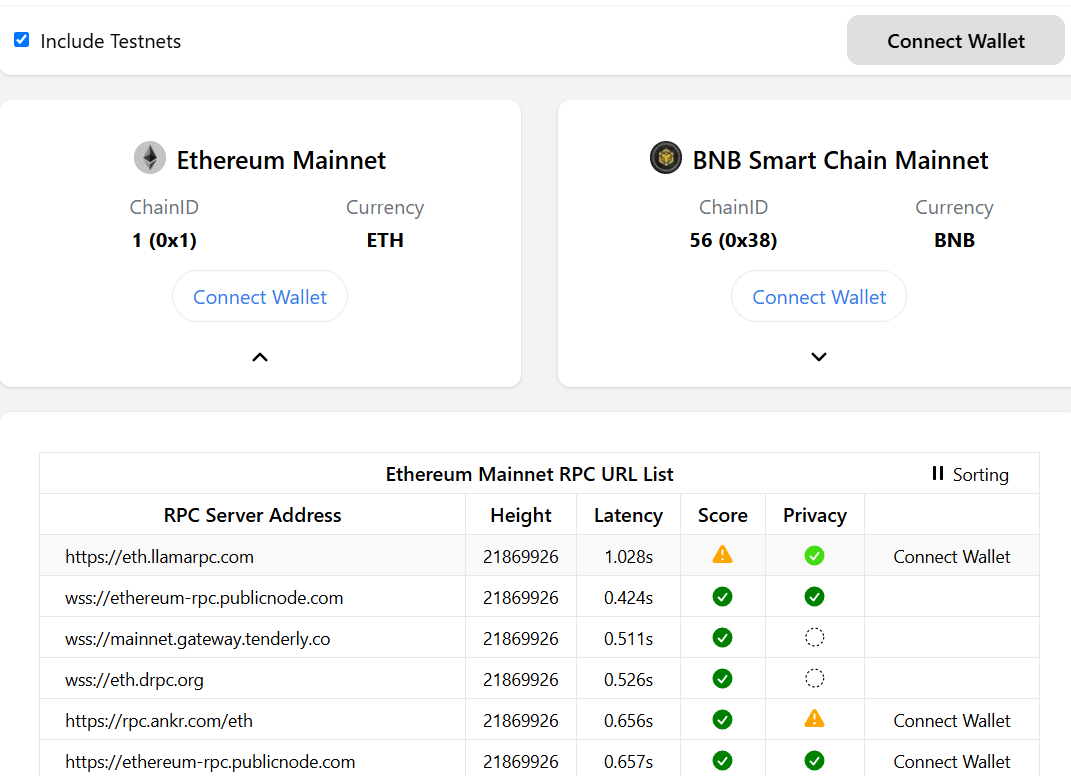 Include Testnets
Connect Wallet
Ethereum Mainnet
ChainID
Currency
1 (0x1)
ETH
Connect Wallet
BNB Smart Chain Mainnet
ChainID
Currency
56 (0x38)
BNB
Connect Wallet
Ethereum Mainnet RPC URL List
Sorting
RPC Server Address Height Latency Score Privacy
https://eth.llamarpc.com 21869926 1.028s Connect Wallet
wss://ethereum-rpc.publicnode.com 21869926 0.424s
wss://mainnet.gateway.tenderly.co 21869926 0.511s
wss://eth.drpc.org 21869926 0.526s
https://rpc.ankr.com/eth 21869926 0.656s Connect Wallet
https://ethereum-rpc.publicnode.com 21869926 0.657s Connect Wallet